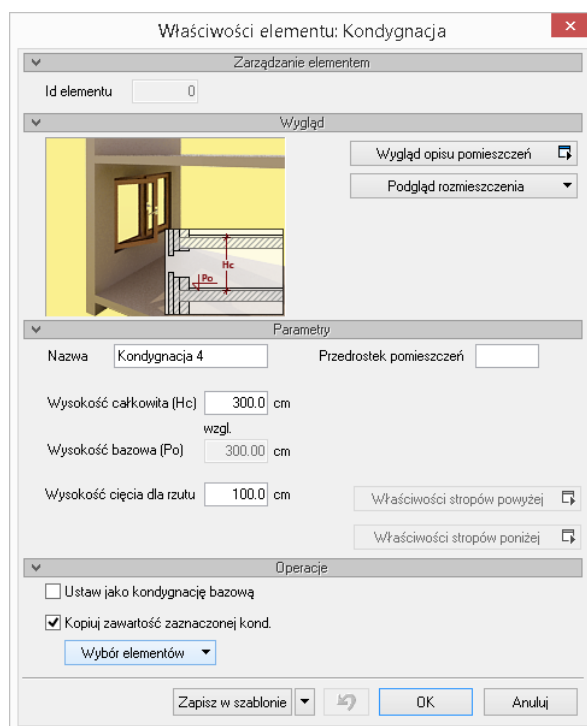 Właściwości elementu: Kondygnacja
Zarządzanie elementem
Id elementu 0
Wygląd
Wygląd opisu pomieszczeń
Podgląd rozmieszczenia
Hc
Po
Parametry
Nazwa Kondygnacja 4 Przedrostek pomieszczeń
Wysokość całkowita (Hc) 300.0 cm
wzgl.
Wysokość bazowa (Po) 300.00 cm
Wysokość cięcia dla rzutu 100.0 cm
Właściwości stropów powyżej
Właściwości stropów poniżej
Operacje
Ustaw jako kondygnację bazową
Kopiuj zawartość zaznaczonej kond.
Wybór elementów
Zapisz w szablonie OK Anuluj